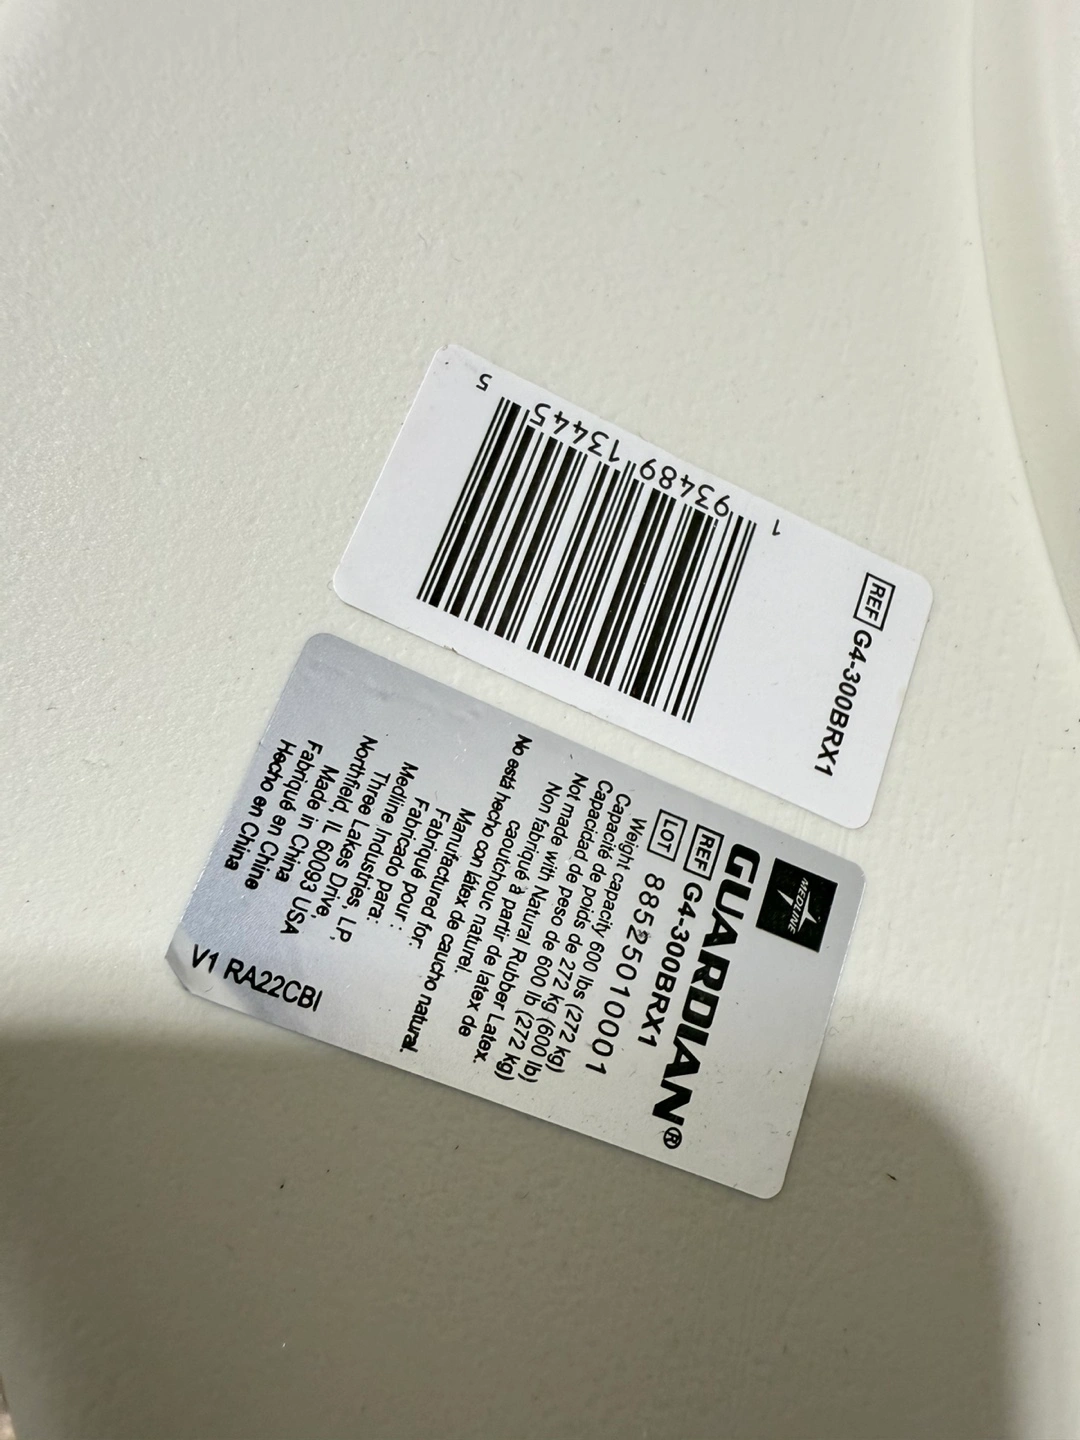 REF G4-300BRX1
1 93489 13445 5
MEDLINE
GUARDIAN®
REF G4-300BRX1
LOT 88525010001
Weight capacity 600 lbs (272 kg)
Capacité de poids de 272 kg (600 lb)
Capacidad de peso de 600 lb (272 kg)
Not made with Natural Rubber Latex.
Non fabriqué à partir de latex de
caoutchouc naturel.
No está hecho con látex de caucho natural.
Manufactured for:
Fabriqué pour :
Fabricado para:
Medline Industries, LP,
Three Lakes Drive,
Northfield, IL 60093 USA
Made in China
Fabriqué en Chine
Hecho en China
V1 RA22CBI